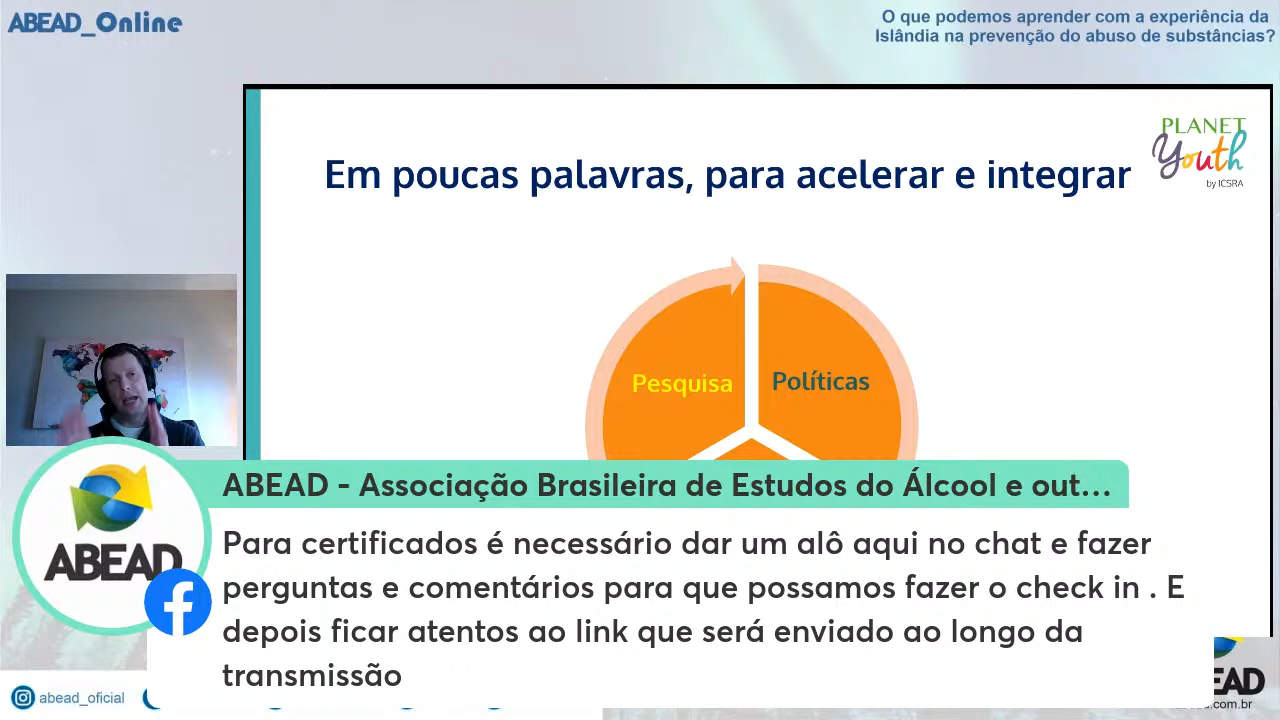 ABEAD_Online
O que podemos aprender com a experiência da
Islândia na prevenção do abuso de substâncias?
PLANET
Youth
by ICSRA
Em poucas palavras, para acelerar e integrar
Pesquisa
Políticas
ABEAD - Associação Brasileira de Estudos do Álcool e out...
Para certificados é necessário dar um alô aqui no chat e fazer
perguntas e comentários para que possamos fazer o check in . E
depois ficar atentos ao link que será enviado ao longo da
transmissão
ABEAD
abead_oficial
EAD
.com.br